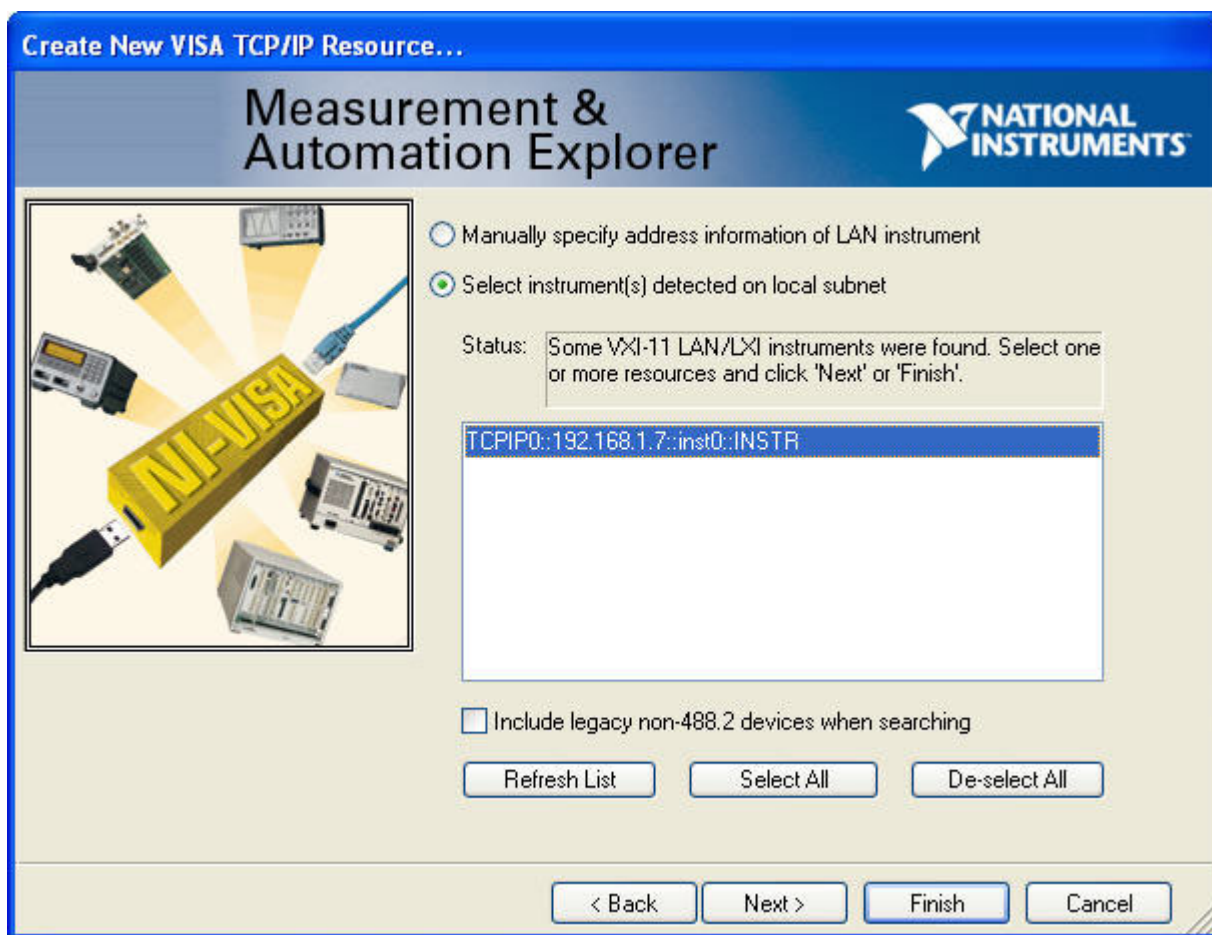 Create New VISA TCP/IP Resource...
Measurement &
Automation Explorer
NATIONAL
INSTRUMENTS
NI-VISA
Manually specify address information of LAN instrument
Select instrument(s) detected on local subnet
Status:
Some VXI-11 LAN/LXI instruments were found. Select one
or more resources and click 'Next' or 'Finish'.
TCPIP0::192.168.1.7::inst0::INSTR
Include legacy non-488.2 devices when searching
Refresh List
Select All
De-select All
< Back
Next >
Finish
Cancel